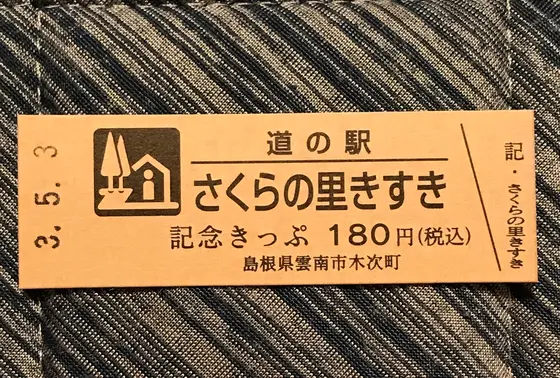 3. 5. 3
道の駅
さくらの里きすき
記念きっぷ 180円(税込)
島根県雲南市木次町
記・さくらの里きすき